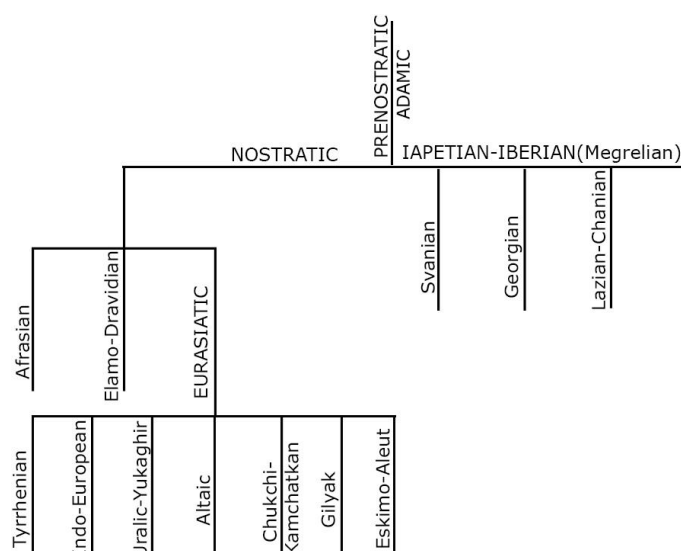 PRENOSTRATIC
ADAMIC
NOSTRATIC
IAPETIAN-IBERIAN(Megrelian)
Svanian
Georgian
Lazian-Chanian
Afrasian
Elamo-Dravidian
EURASIATIC
Tyrrhenian
Indo-European
Uralic-Yukaghir
Altaic
Chukchi-
Kamchatkan
Gilyak
Eskimo-Aleut